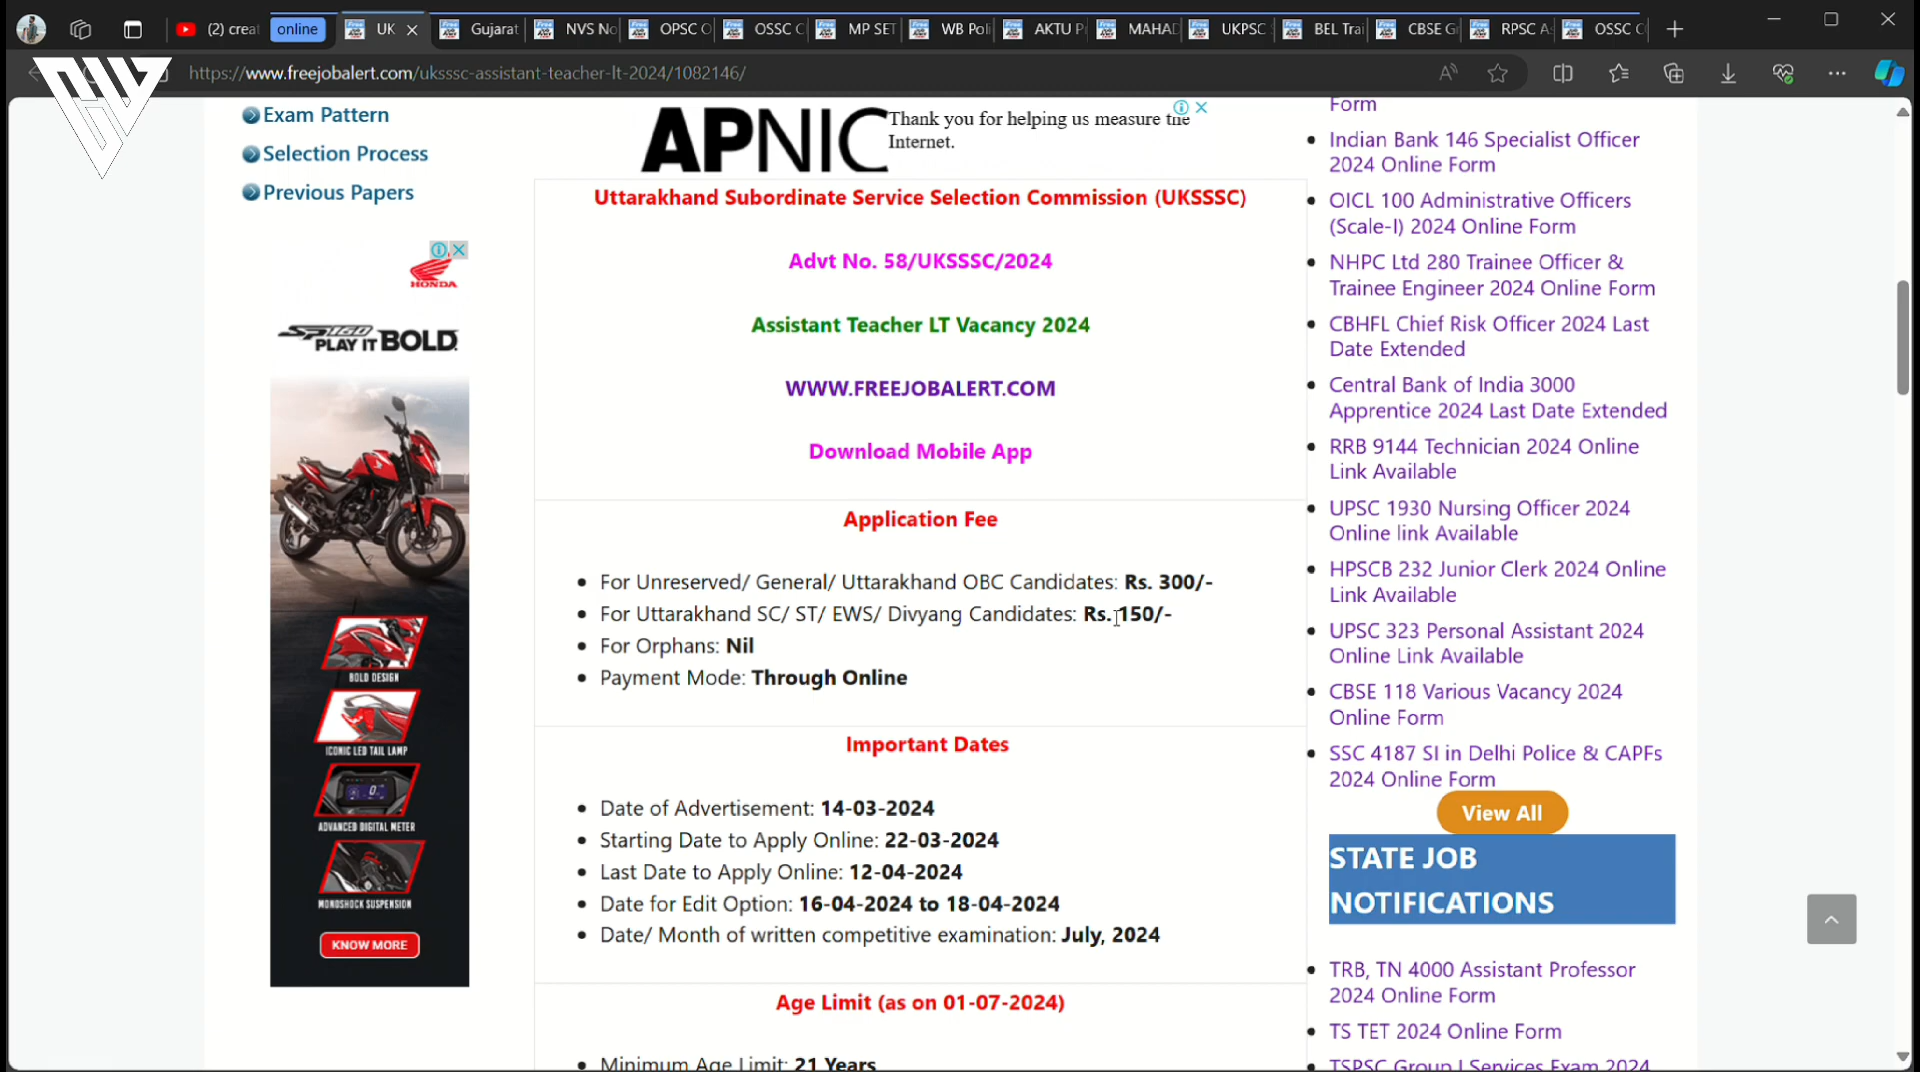 (2) creat
online
UK
Gujarat
NVS No
OPSC O
OSSC C
MP SET
WB Poli
AKTU P
MAHAD
UKPSC
BEL Trai
CBSE G
RPSC A
OSSC C
https://www.freejobalert.com/uksssc-assistant-teacher-lt-2024/1082146/
Exam Pattern
Selection Process
Previous Papers
HONDA
SP160
PLAY IT BOLD.
BOLD DESIGN
ICONIC LED TAIL LAMP
ADVANCED DIGITAL METER
MONOSHOCK SUSPENSION
KNOW MORE
APNIC
Thank you for helping us measure the
Internet.
Uttarakhand Subordinate Service Selection Commission (UKSSSC)
Advt No. 58/UKSSSC/2024
Assistant Teacher LT Vacancy 2024
WWW.FREEJOBALERT.COM
Download Mobile App
Application Fee
For Unreserved/ General/ Uttarakhand OBC Candidates: Rs. 300/-
For Uttarakhand SC/ ST/ EWS/ Divyang Candidates: Rs. 150/-
For Orphans: Nil
Payment Mode: Through Online
Important Dates
Date of Advertisement: 14-03-2024
Starting Date to Apply Online: 22-03-2024
Last Date to Apply Online: 12-04-2024
Date for Edit Option: 16-04-2024 to 18-04-2024
Date/ Month of written competitive examination: July, 2024
Age Limit (as on 01-07-2024)
Minimum Age Limit: 21 Years
Form
Indian Bank 146 Specialist Officer
2024 Online Form
OICL 100 Administrative Officers
(Scale-I) 2024 Online Form
NHPC Ltd 280 Trainee Officer &
Trainee Engineer 2024 Online Form
CBHFL Chief Risk Officer 2024 Last
Date Extended
Central Bank of India 3000
Apprentice 2024 Last Date Extended
RRB 9144 Technician 2024 Online
Link Available
UPSC 1930 Nursing Officer 2024
Online link Available
HPSCB 232 Junior Clerk 2024 Online
Link Available
UPSC 323 Personal Assistant 2024
Online Link Available
CBSE 118 Various Vacancy 2024
Online Form
SSC 4187 SI in Delhi Police & CAPFs
2024 Online Form
View All
STATE JOB
NOTIFICATIONS
TRB, TN 4000 Assistant Professor
2024 Online Form
TS TET 2024 Online Form
TSPSC Group I Services Exam 2024